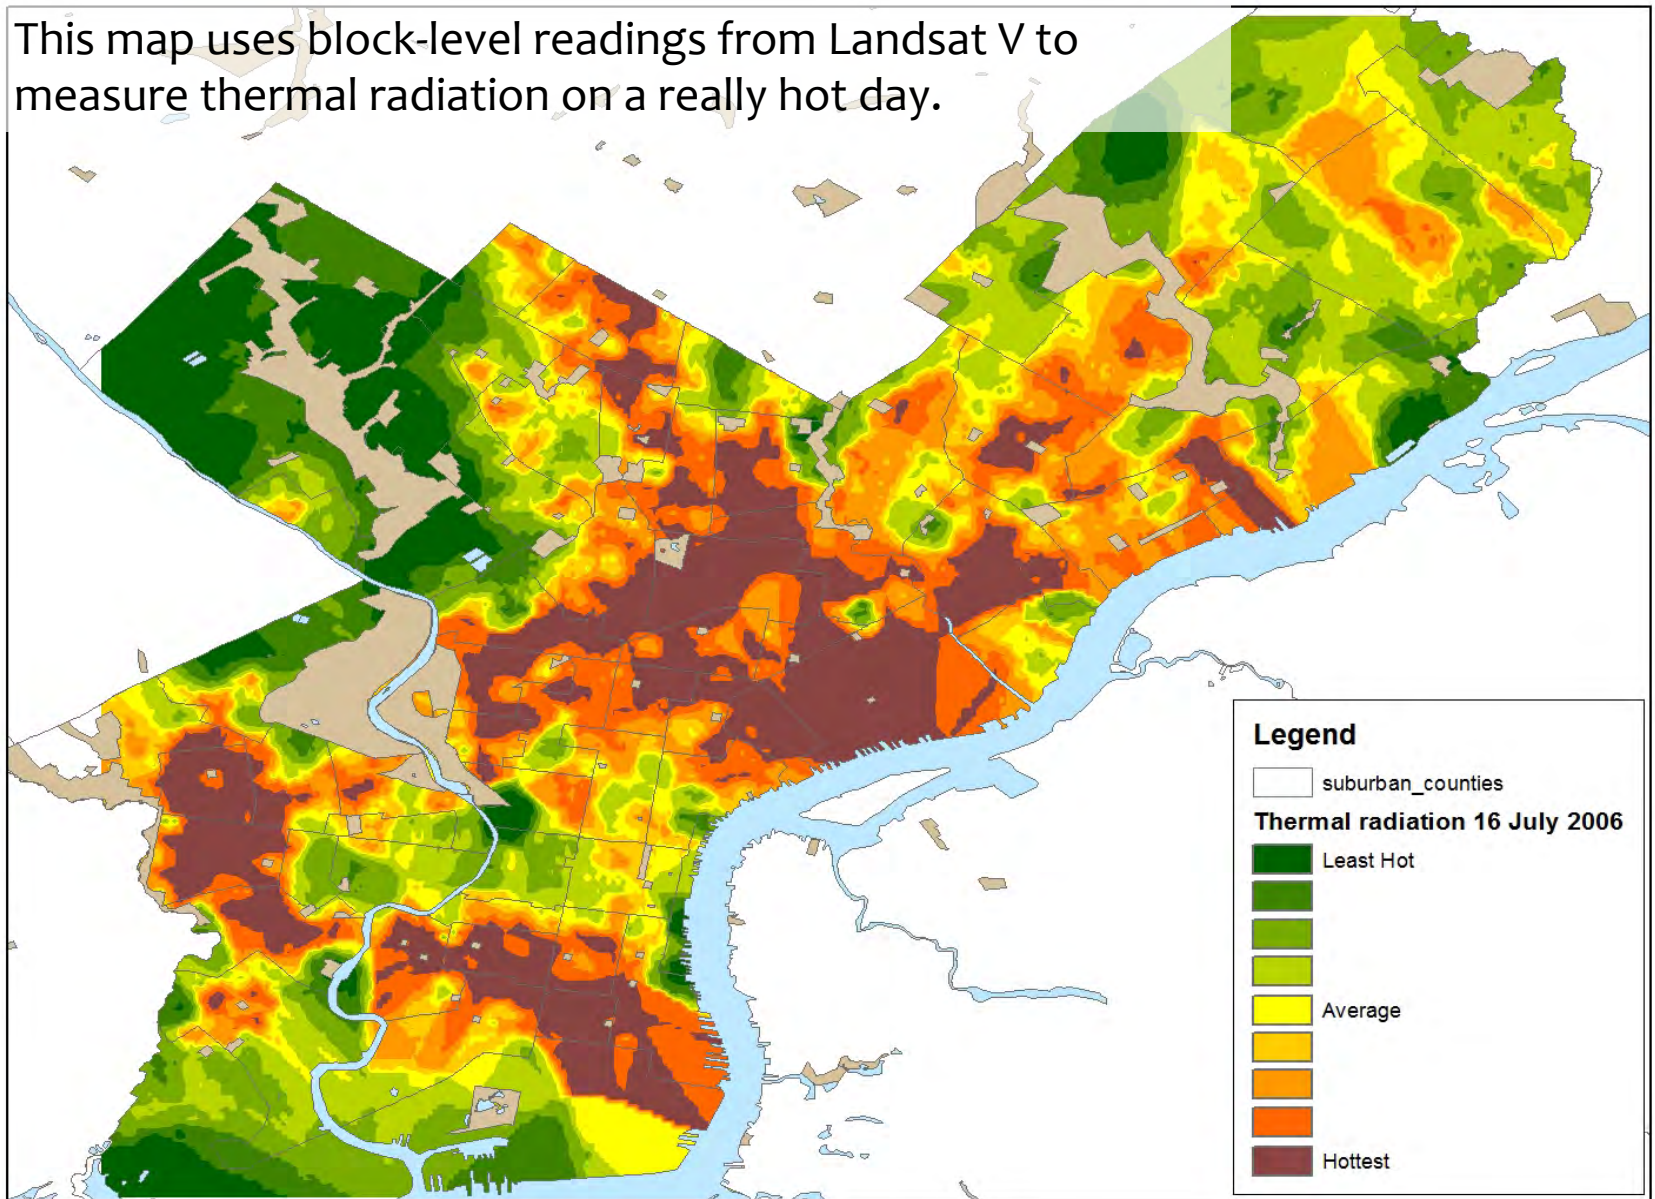 This map uses block-level readings from Landsat V to
measure thermal radiation on a really hot day.
Legend
suburban_counties
Thermal radiation 16 July 2006
Least Hot
Average
Hottest